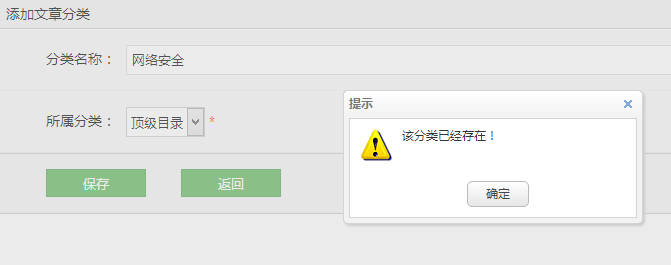 添加文章分类
分类名称： 网络安全
所属分类： 顶级目录 *
提示
该分类已经存在！
确定
保存 返回